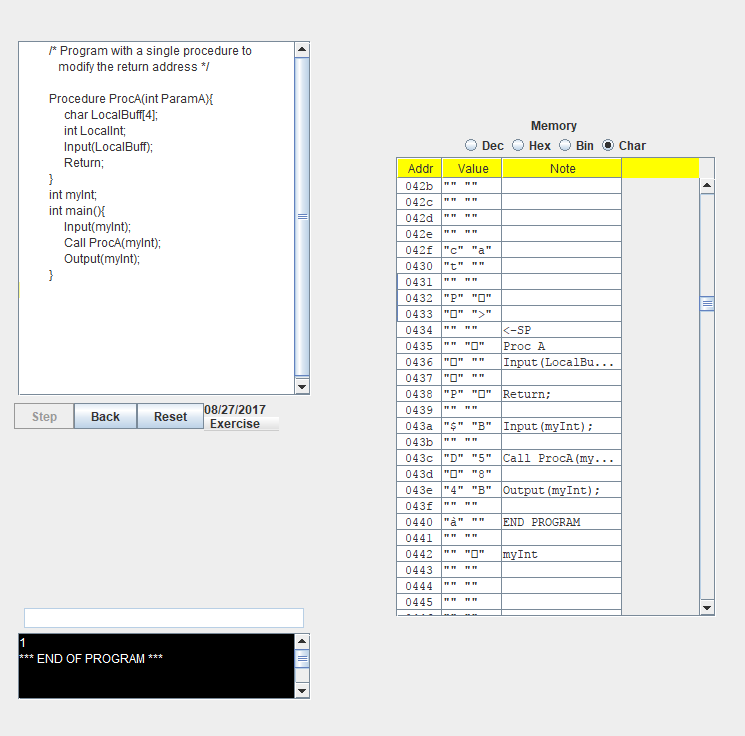 /* Program with a single procedure to
modify the return address */
Procedure ProcA(int ParamA){
char LocalBuff[4];
int LocalInt;
Input(LocalBuff);
Return;
}
int myInt;
int main(){
Input(myInt);
Call ProcA(myInt);
Output(myInt);
}
Step Back Reset 08/27/2017
Exercise
1
*** END OF PROGRAM ***
Memory
Dec Hex Bin Char
Addr Value Note
042b "" ""
042c "" ""
042d "" ""
042e "" ""
042f "c" "a"
0430 "t" ""
0431 "" ""
0432 "P" "□"
0433 "□" ">"
0434 "" "" <-SP
0435 "" "□" Proc A
0436 "□" "" Input(LocalBu...
0437 "□" ""
0438 "P" "□" Return;
0439 "" ""
043a "$" "B" Input(myInt);
043b "" ""
043c "D" "5" Call ProcA(my...
043d "□" "8"
043e "4" "B" Output(myInt);
043f "" ""
0440 "à" "" END PROGRAM
0441 "" ""
0442 "" "□" myInt
0443 "" ""
0444 "" ""
0445 "" ""